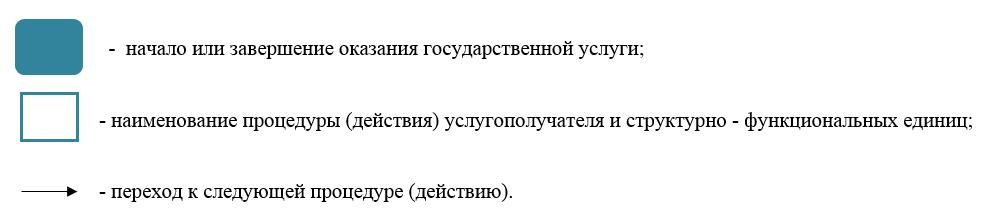 - начало или завершение оказания государственной услуги;
- наименование процедуры (действия) услугополучателя и структурно - функциональных единиц;
- переход к следующей процедуре (действию).